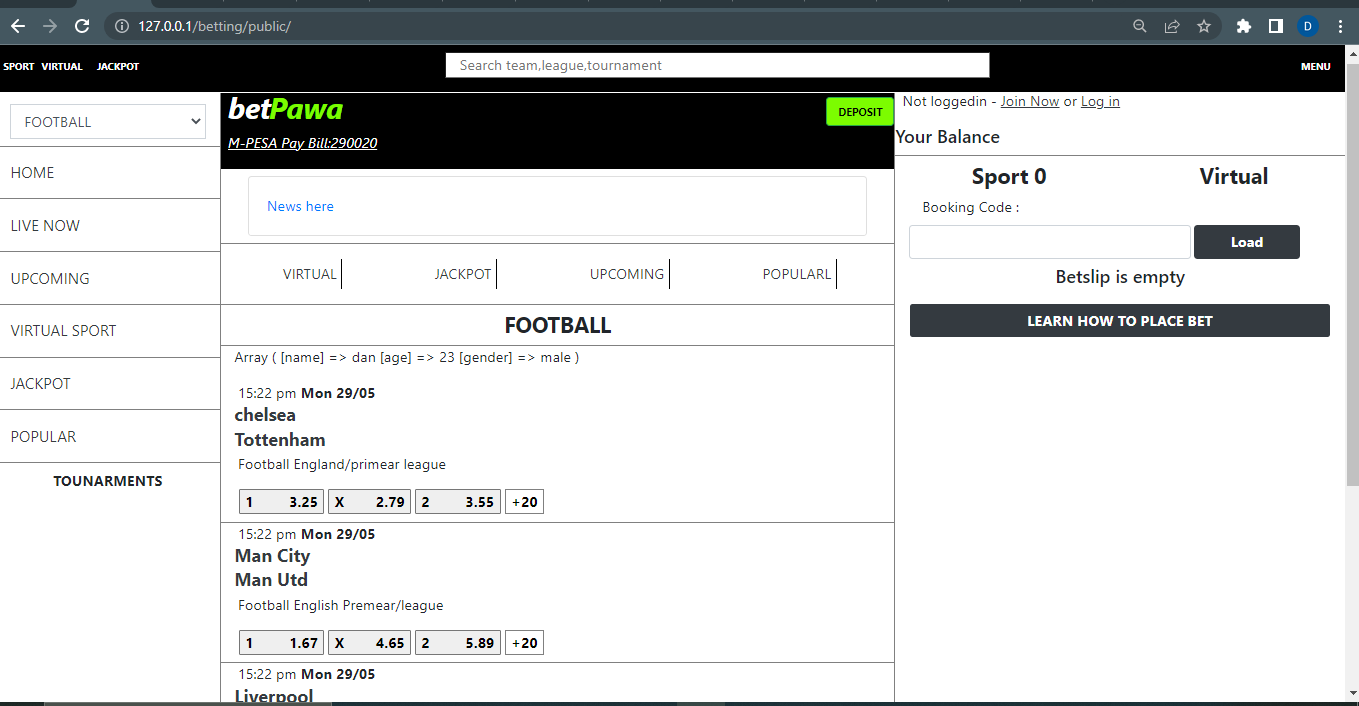 127.0.0.1/betting/public/
D
SPORT VIRTUAL JACKPOT
Search team,league,tournament
MENU
FOOTBALL
HOME
LIVE NOW
UPCOMING
VIRTUAL SPORT
JACKPOT
POPULAR
TOUNARMENTS
betPawa
DEPOSIT
M-PESA Pay Bill:290020
News here
VIRTUAL JACKPOT UPCOMING POPULARL
FOOTBALL
Array ( [name] => dan [age] => 23 [gender] => male )
15:22 pm Mon 29/05
chelsea
Tottenham
Football England/primear league
1 3.25 X 2.79 2 3.55 +20
15:22 pm Mon 29/05
Man City
Man Utd
Football English Premear/league
1 1.67 X 4.65 2 5.89 +20
15:22 pm Mon 29/05
Liverpool
Not loggedin - Join Now or Log in
Your Balance
Sport 0 Virtual
Booking Code :
Load
Betslip is empty
LEARN HOW TO PLACE BET